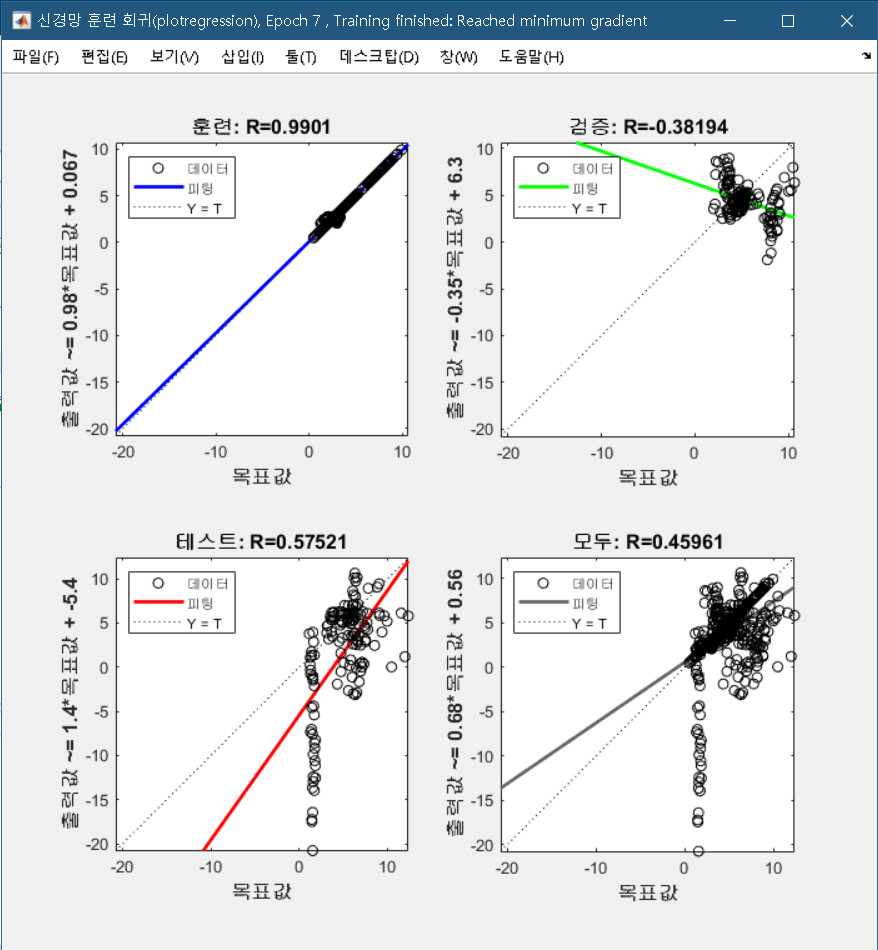 신경망 훈련 회귀(plotregression), Epoch 7 , Training finished: Reached minimum gradient
파일(F) 편집(E) 보기(V) 삽입(I) 툴(T) 데스크탑(D) 창(W) 도움말(H)
훈련: R=0.9901
출력값 ~= 0.98*목표값 + 0.067
10
5
0
-5
-10
-15
-20
데이터
피팅
Y = T
-20 -10 0 10
목표값
검증: R=-0.38194
출력값 ~= -0.35*목표값 + 6.3
10
5
0
-5
-10
-15
-20
데이터
피팅
Y = T
-20 -10 0 10
목표값
테스트: R=0.57521
출력값 ~= 1.4*목표값 + -5.4
10
5
0
-5
-10
-15
-20
데이터
피팅
Y = T
-20 -10 0 10
목표값
모두: R=0.45961
출력값 ~= 0.68*목표값 + 0.56
10
5
0
-5
-10
-15
-20
데이터
피팅
Y = T
-20 -10 0 10
목표값